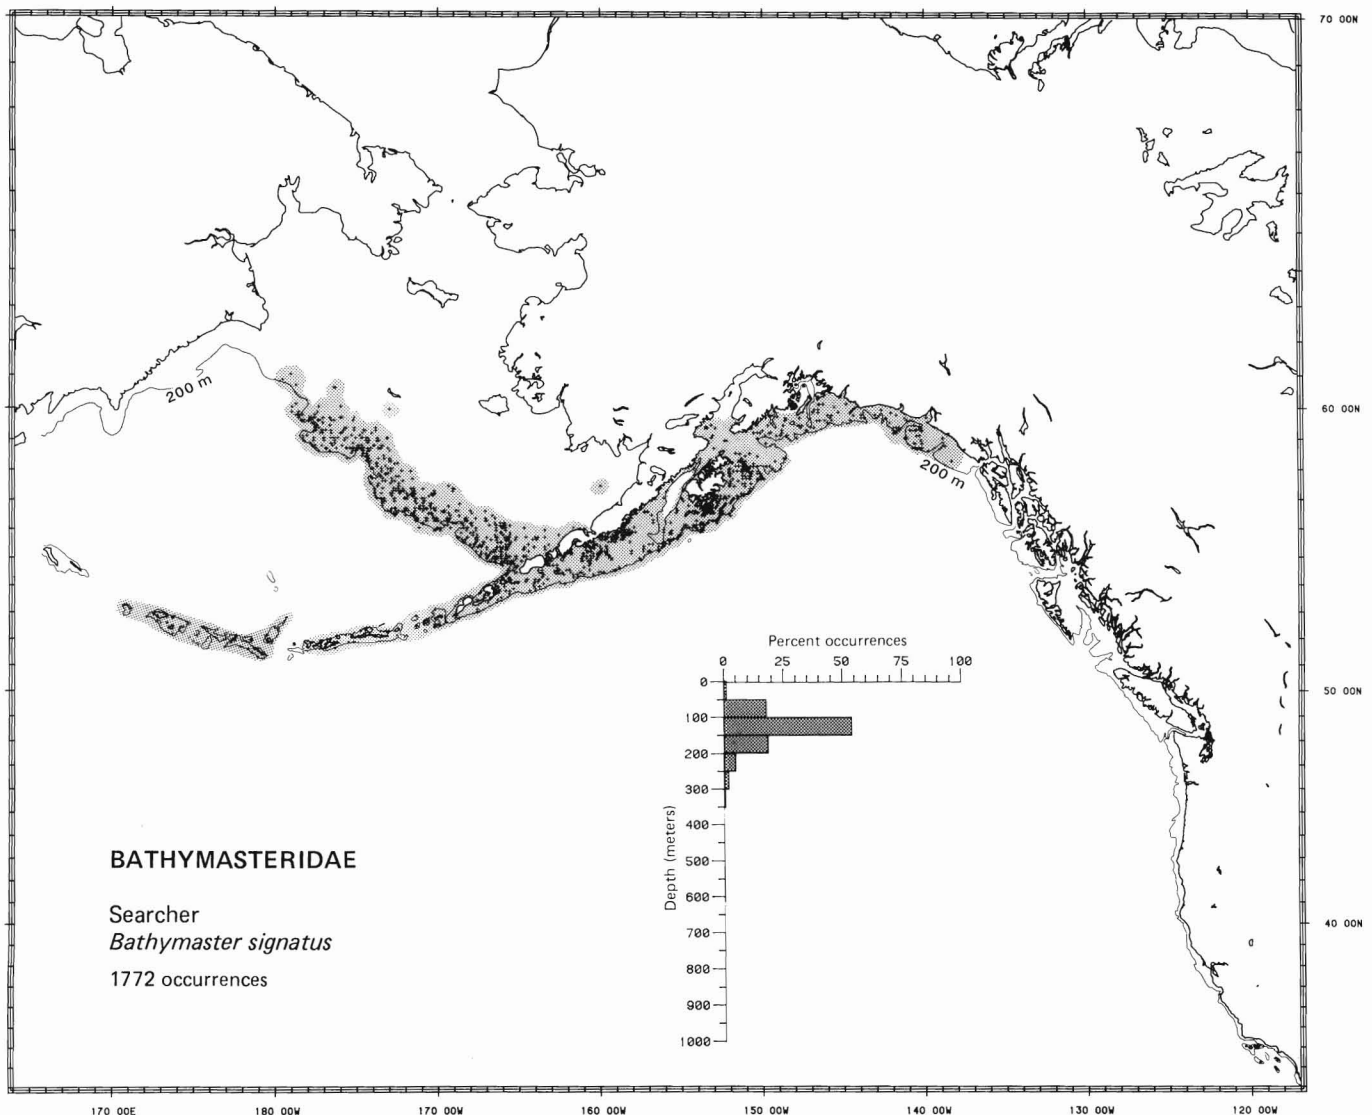 70 00N
200 m
60 00N
200 m
Percent occurrences
0 25 50 75 100
0
100
50 00N
200
300
Depth (meters)
400
500
600
700
800
900
1000
BATHYMASTERIDAE
Searcher
Bathymaster signatus
1772 occurrences
40 00N
170 00E 180 00W 170 00W 160 00W 150 00W 140 00W 130 00W 120 00W